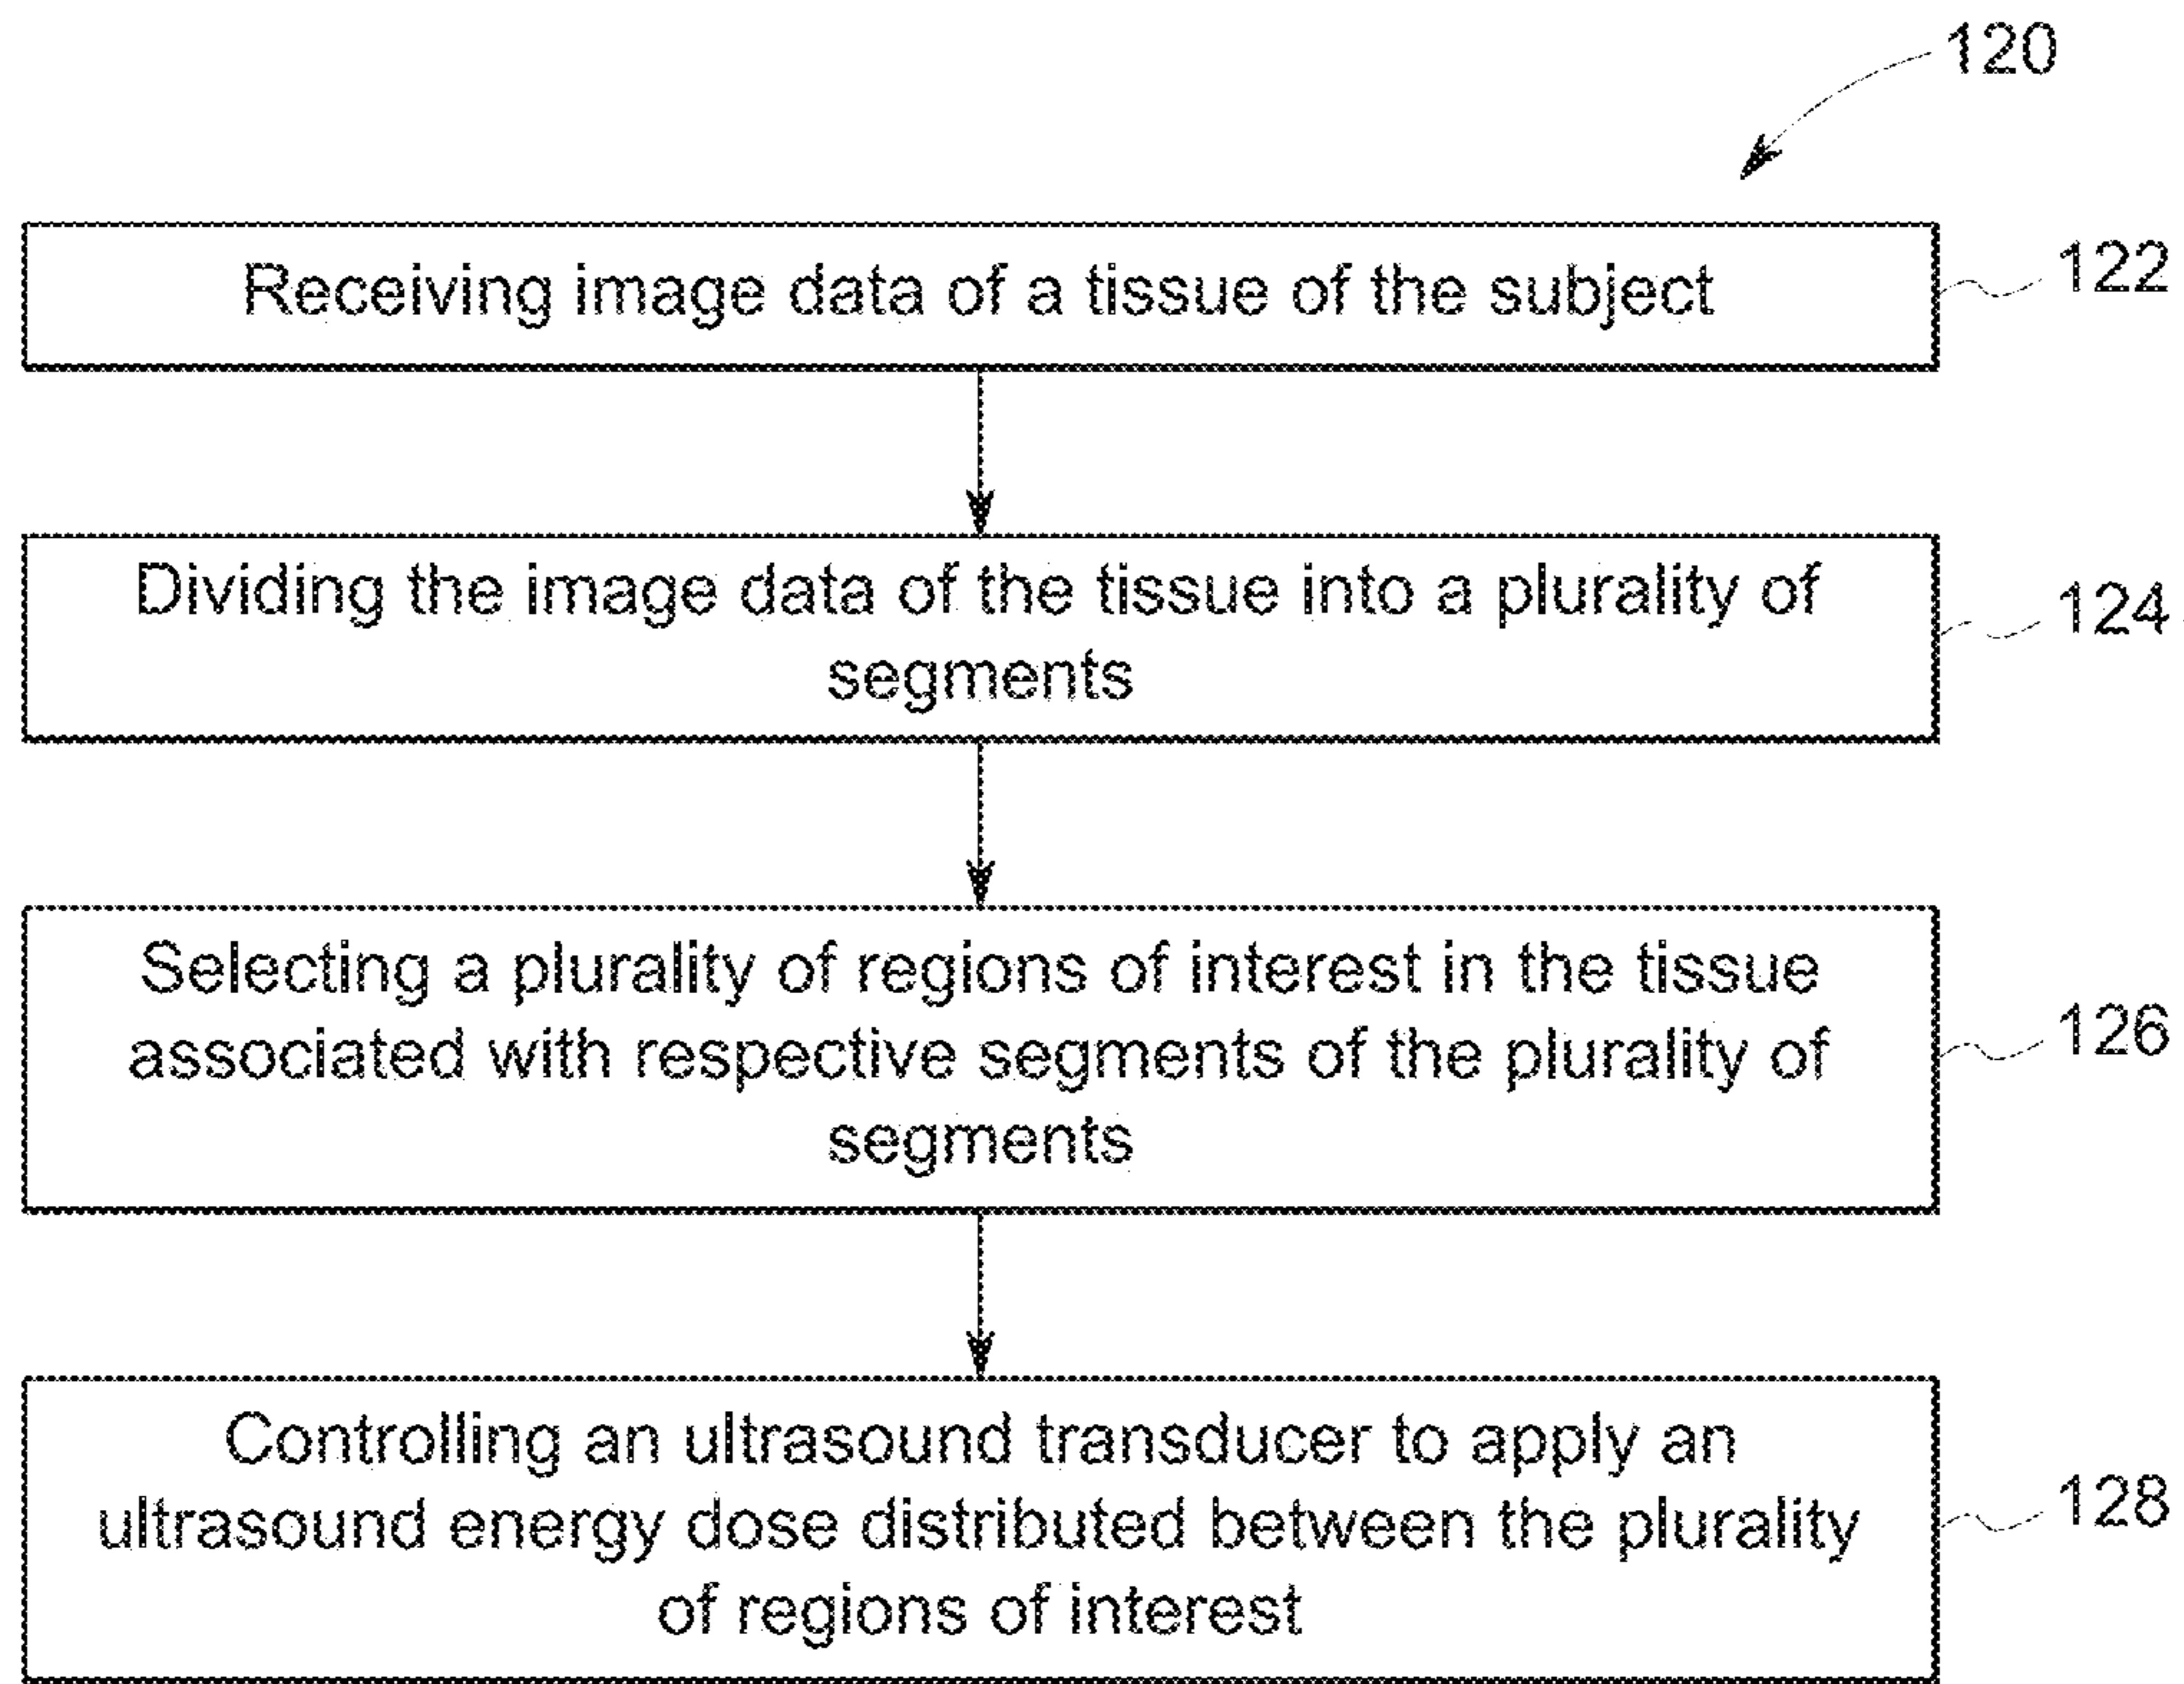 120
Receiving image data of a tissue of the subject
122
Dividing the image data of the tissue into a plurality of
segments
124
Selecting a plurality of regions of interest in the tissue
associated with respective segments of the plurality of
segments
126
Controlling an ultrasound transducer to apply an
ultrasound energy dose distributed between the plurality
of regions of interest
128